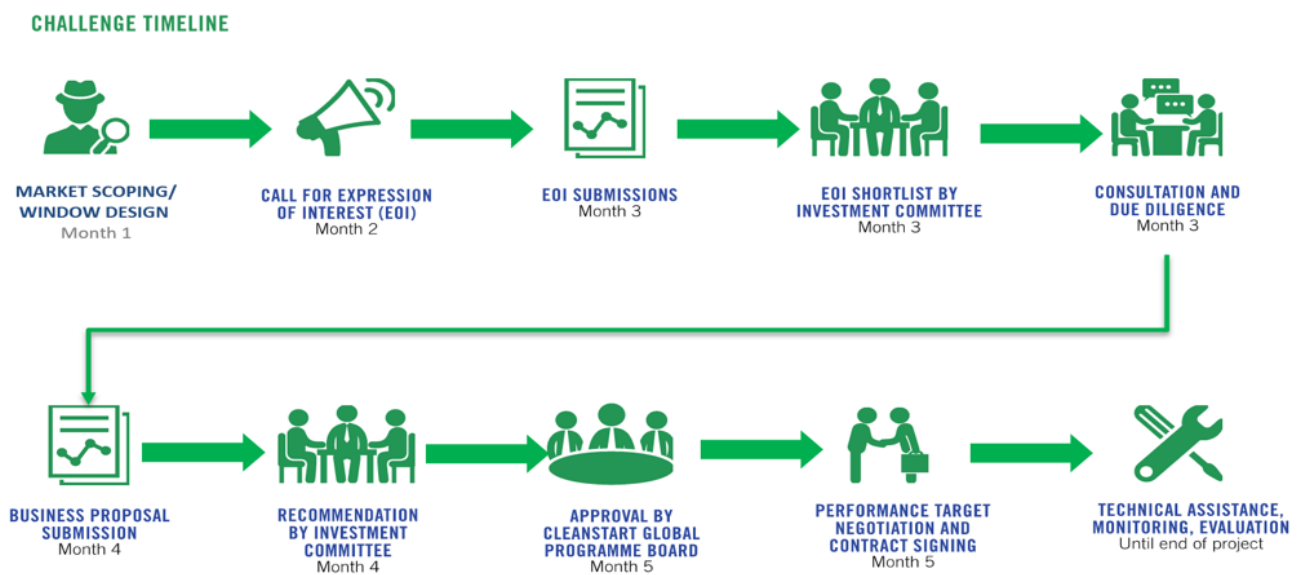 CHALLENGE TIMELINE
MARKET SCOPING/
WINDOW DESIGN
Month 1
CALL FOR EXPRESSION
OF INTEREST (EOI)
Month 2
EOI SUBMISSIONS
Month 3
EOI SHORTLIST BY
INVESTMENT COMMITTEE
Month 3
CONSULTATION AND
DUE DILIGENCE
Month 3
BUSINESS PROPOSAL
SUBMISSION
Month 4
RECOMMENDATION
BY INVESTMENT
COMMITTEE
Month 4
APPROVAL BY
CLEANSTART GLOBAL
PROGRAMME BOARD
Month 5
PERFORMANCE TARGET
NEGOTIATION AND
CONTRACT SIGNING
Month 5
TECHNICAL ASSISTANCE,
MONITORING, EVALUATION
Until end of project